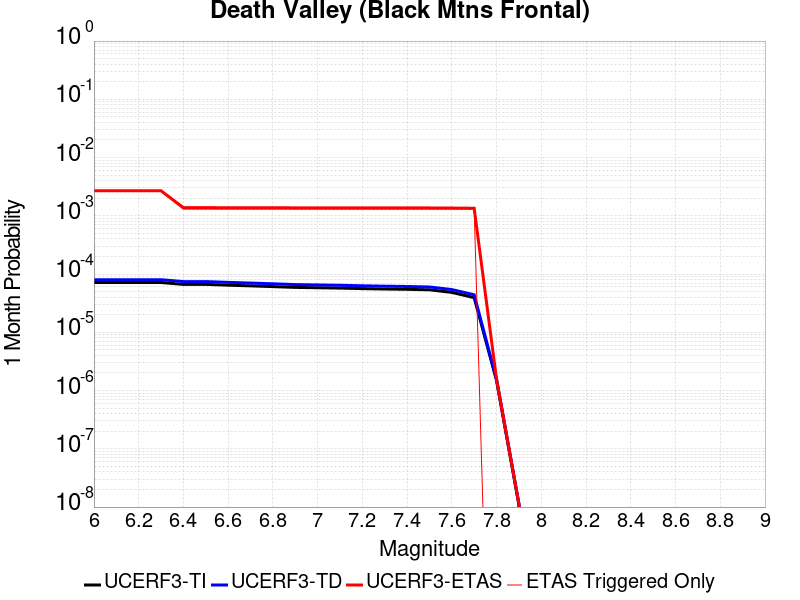 Death Valley (Black Mtns Frontal)
10 0
10 -1
10 -2
10 -3
10 -4
10 -5
10 -6
10 -7
10 -8
1 Month Probability
6 6.2 6.4 6.6 6.8 7 7.2 7.4 7.6 7.8 8 8.2 8.4 8.6 8.8 9
Magnitude
UCERF3-TI UCERF3-TD UCERF3-ETAS ETAS Triggered Only